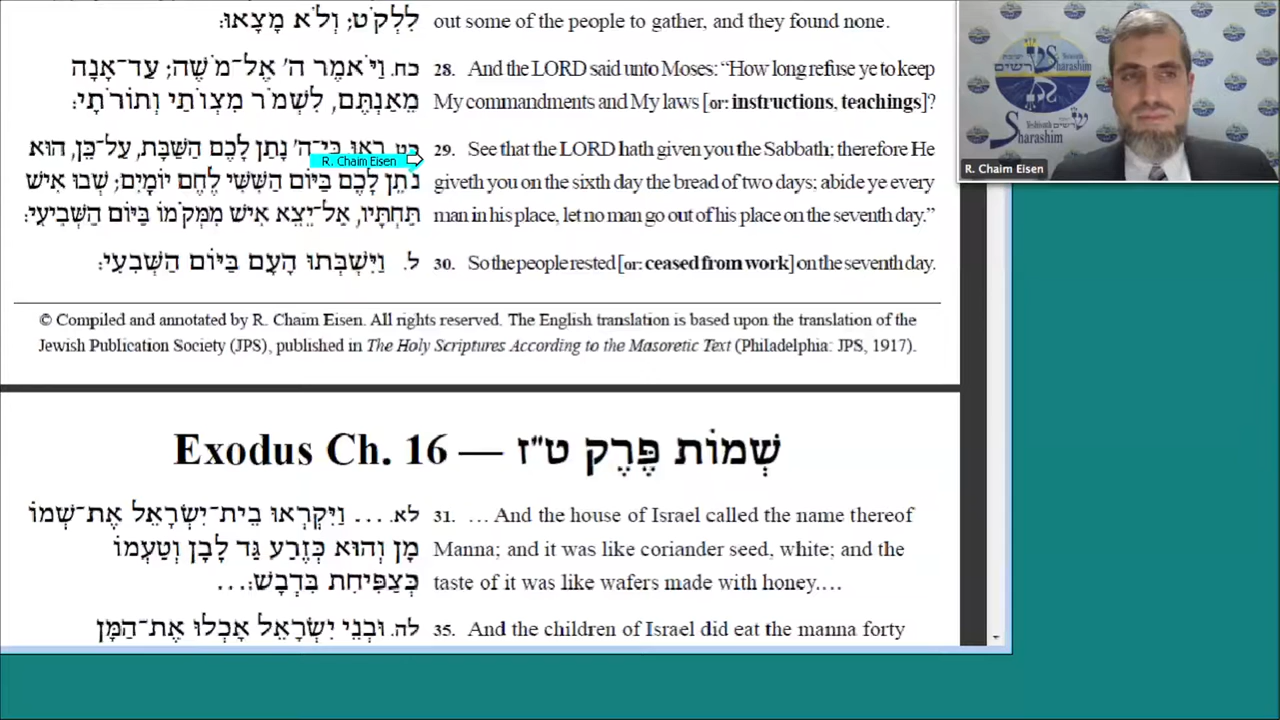 לִלְקֹט; וְלֹא מָצָאוּ:
out some of the people to gather, and they found none.
כח. וַיֹּאמֶר ה' אֶל־מֹשֶׁה; עַד־אָנָה
מֵאַנְתֶּם, לִשְׁמֹר מִצְוֺתַי וְתוֹרֹתָי:
28. And the LORD said unto Moses: “How long refuse ye to keep
My commandments and My laws [or: instructions, teachings]?
כט. רְאוּ כִּי־ה' נָתַן לָכֶם הַשַּׁבָּת, עַל־כֵּן, הוּא
נֹתֵן לָכֶם בַּיּוֹם הַשִּׁשִּׁי לֶחֶם יוֹמָיִם; שְׁבוּ אִישׁ
תַּחְתָּיו, אַל־יֵצֵא אִישׁ מִמְּקֹמוֹ בַּיּוֹם הַשְּׁבִיעִי:
R. Chaim Eisen
29. See that the LORD hath given you the Sabbath; therefore He
giveth you on the sixth day the bread of two days; abide ye every
man in his place, let no man go out of his place on the seventh day.”
ל. וַיִּשְׁבְּתוּ הָעָם בַּיּוֹם הַשְּׁבִעִי:
30. So the people rested [or: ceased from work] on the seventh day.
© Compiled and annotated by R. Chaim Eisen. All rights reserved. The English translation is based upon the translation of the
Jewish Publication Society (JPS), published in The Holy Scriptures According to the Masoretic Text (Philadelphia: JPS, 1917).
Exodus Ch. 16 — שְׁמוֹת פֶּרֶק ט"ז
לא. … וַיִּקְרְאוּ בֵית־יִשְׂרָאֵל אֶת־שְׁמוֹ
מָן וְהוּא כְּזֶרַע גַּד לָבָן וְטַעְמוֹ
כְּצַפִּיחִת בִּדְבָשׁ:…
31. … And the house of Israel called the name thereof
Manna; and it was like coriander seed, white; and the
taste of it was like wafers made with honey.…
לה. וּבְנֵי יִשְׂרָאֵל אָכְלוּ אֶת־הַמָּן
35. And the children of Israel did eat the manna forty
Sharashim
Yeshivath שרשים
Sharashim
R. Chaim Eisen